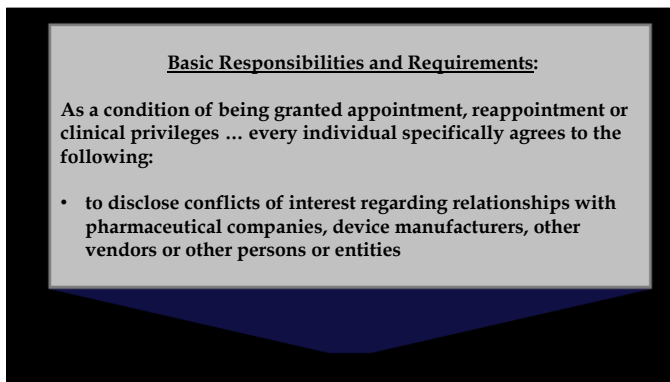 Basic Responsibilities and Requirements:
As a condition of being granted appointment, reappointment or
clinical privileges … every individual specifically agrees to the
following:
• to disclose conflicts of interest regarding relationships with
pharmaceutical companies, device manufacturers, other
vendors or other persons or entities